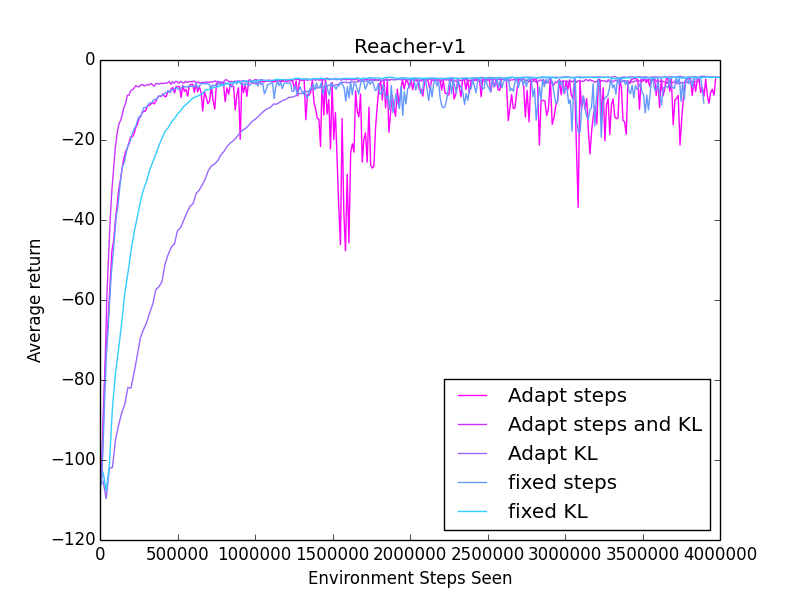 Reacher-v1
Average return
0
−20
−40
−60
−80
−100
−120
Adapt steps
Adapt steps and KL
Adapt KL
fixed steps
fixed KL
0 500000 1000000 1500000 2000000 2500000 3000000 3500000 4000000
Environment Steps Seen